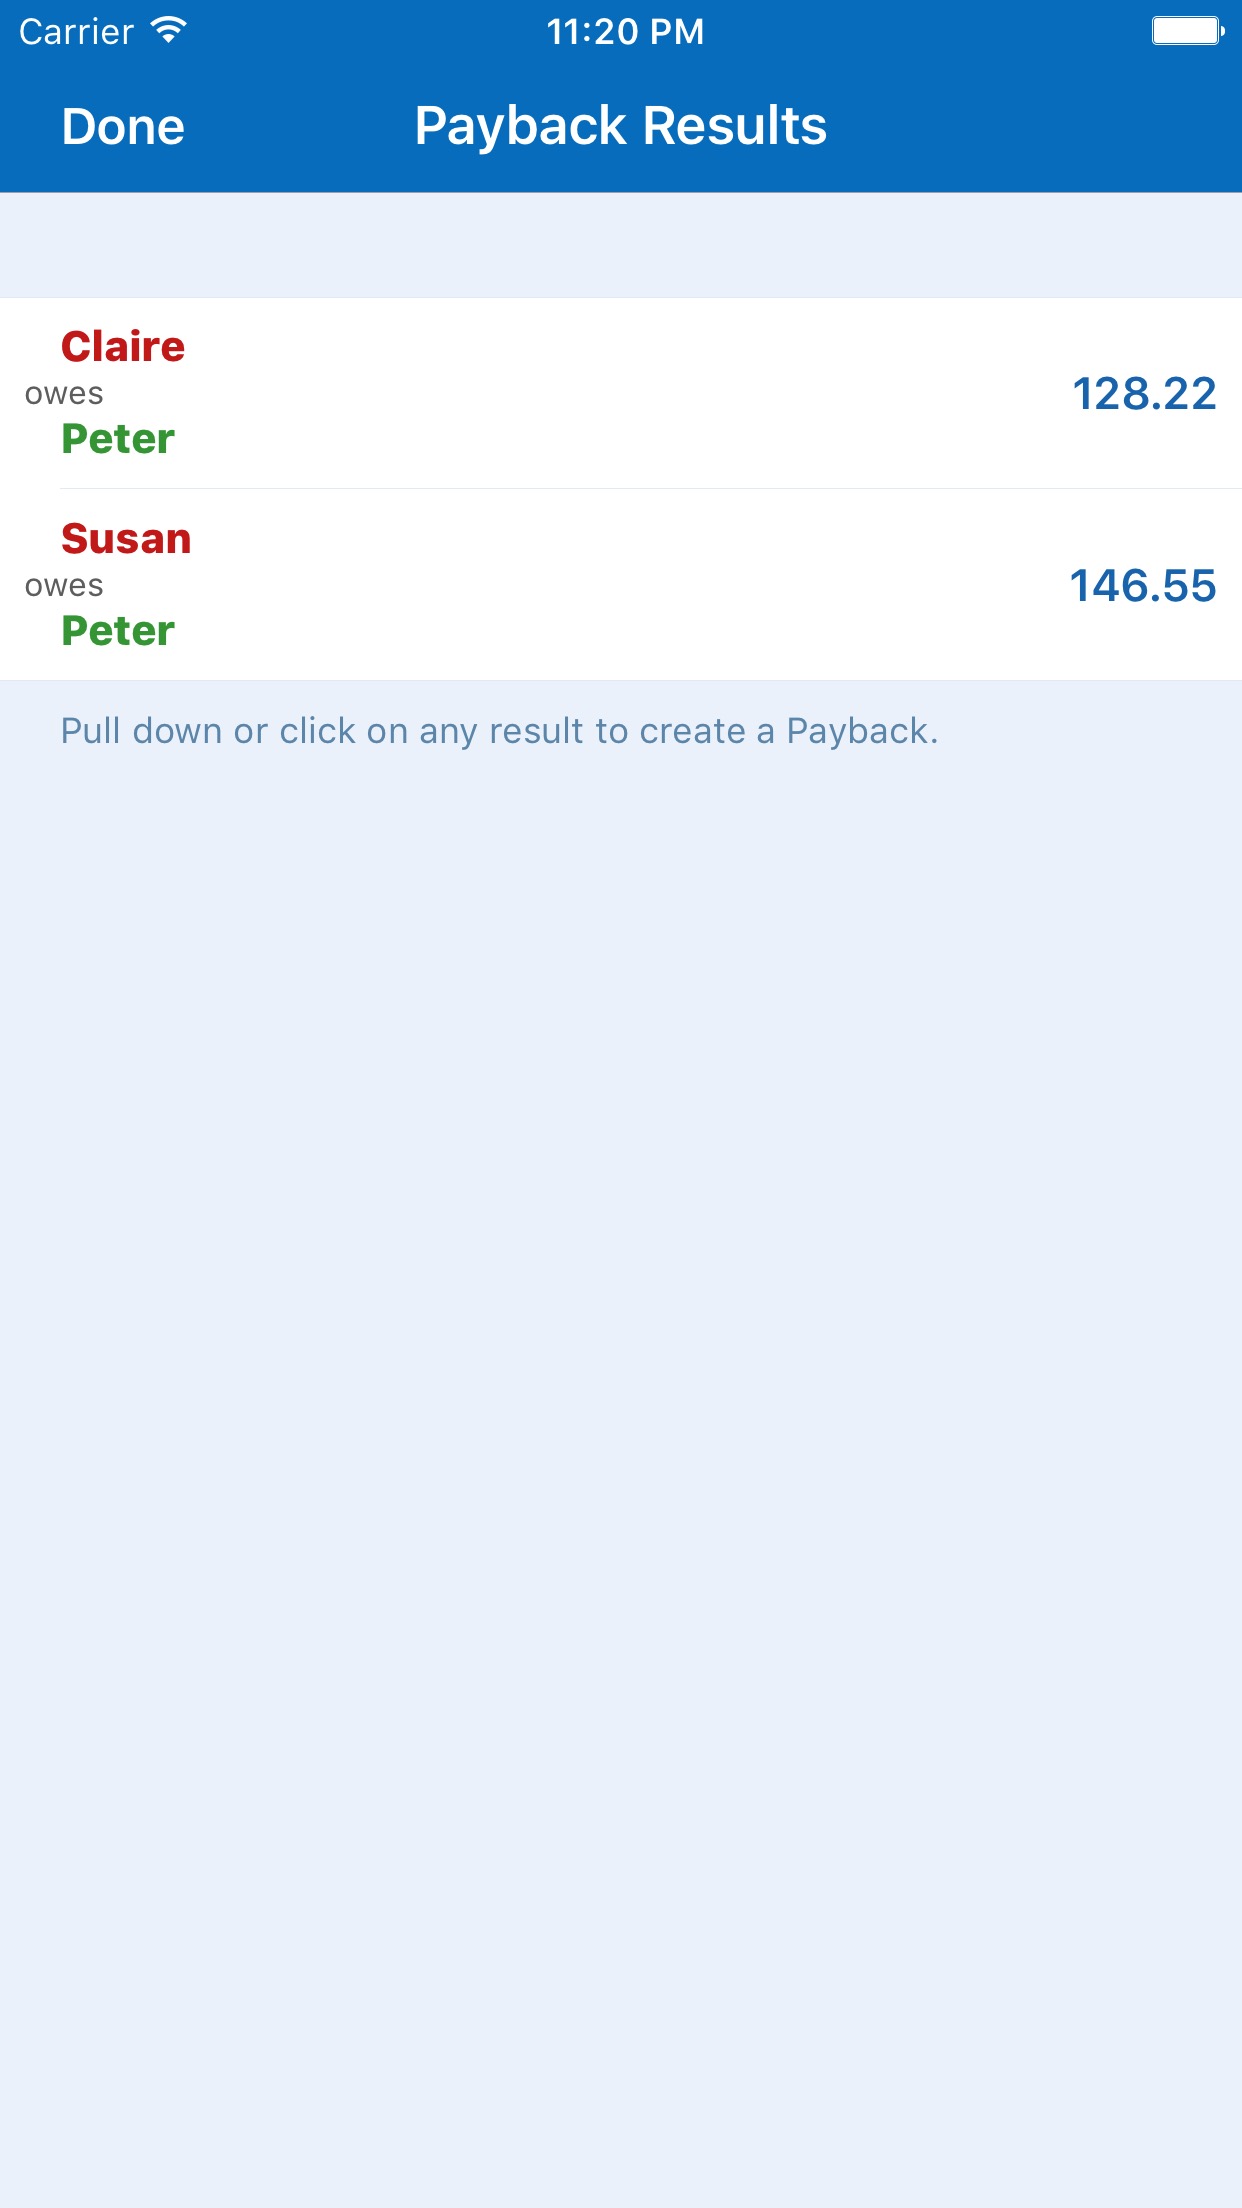 Carrier 11:20 PM
Done Payback Results
Claire
owes
Peter
128.22
Susan
owes
Peter
146.55
Pull down or click on any result to create a Payback.